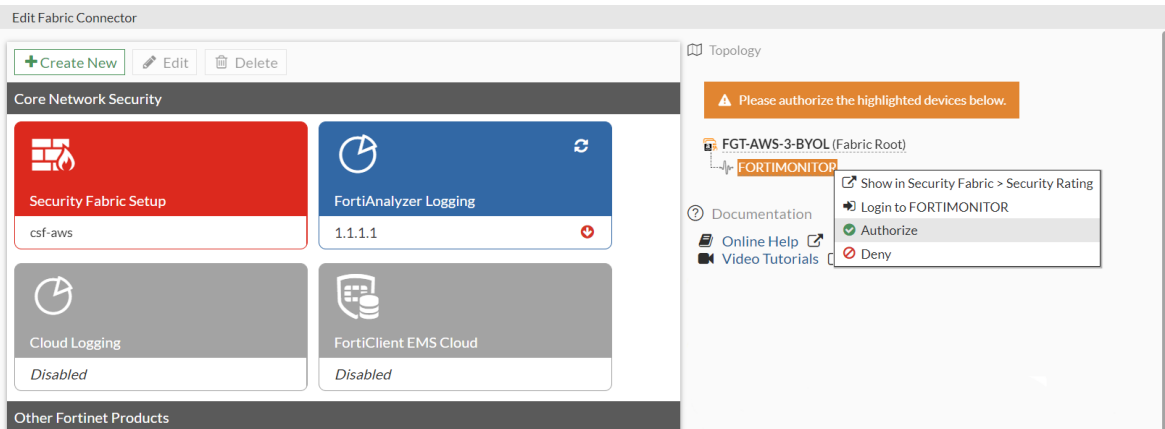 Edit Fabric Connector
Create New Edit Delete
Core Network Security
Security Fabric Setup
csf-aws
FortiAnalyzer Logging
1.1.1.1
Cloud Logging
Disabled
FortiClient EMS Cloud
Disabled
Other Fortinet Products
Topology
Please authorize the highlighted devices below.
FGT-AWS-3-BYOL (Fabric Root)
FORTIMONITOR
Show in Security Fabric > Security Rating
Login to FORTIMONITOR
Authorize
Deny
Documentation
Online Help
Video Tutorials